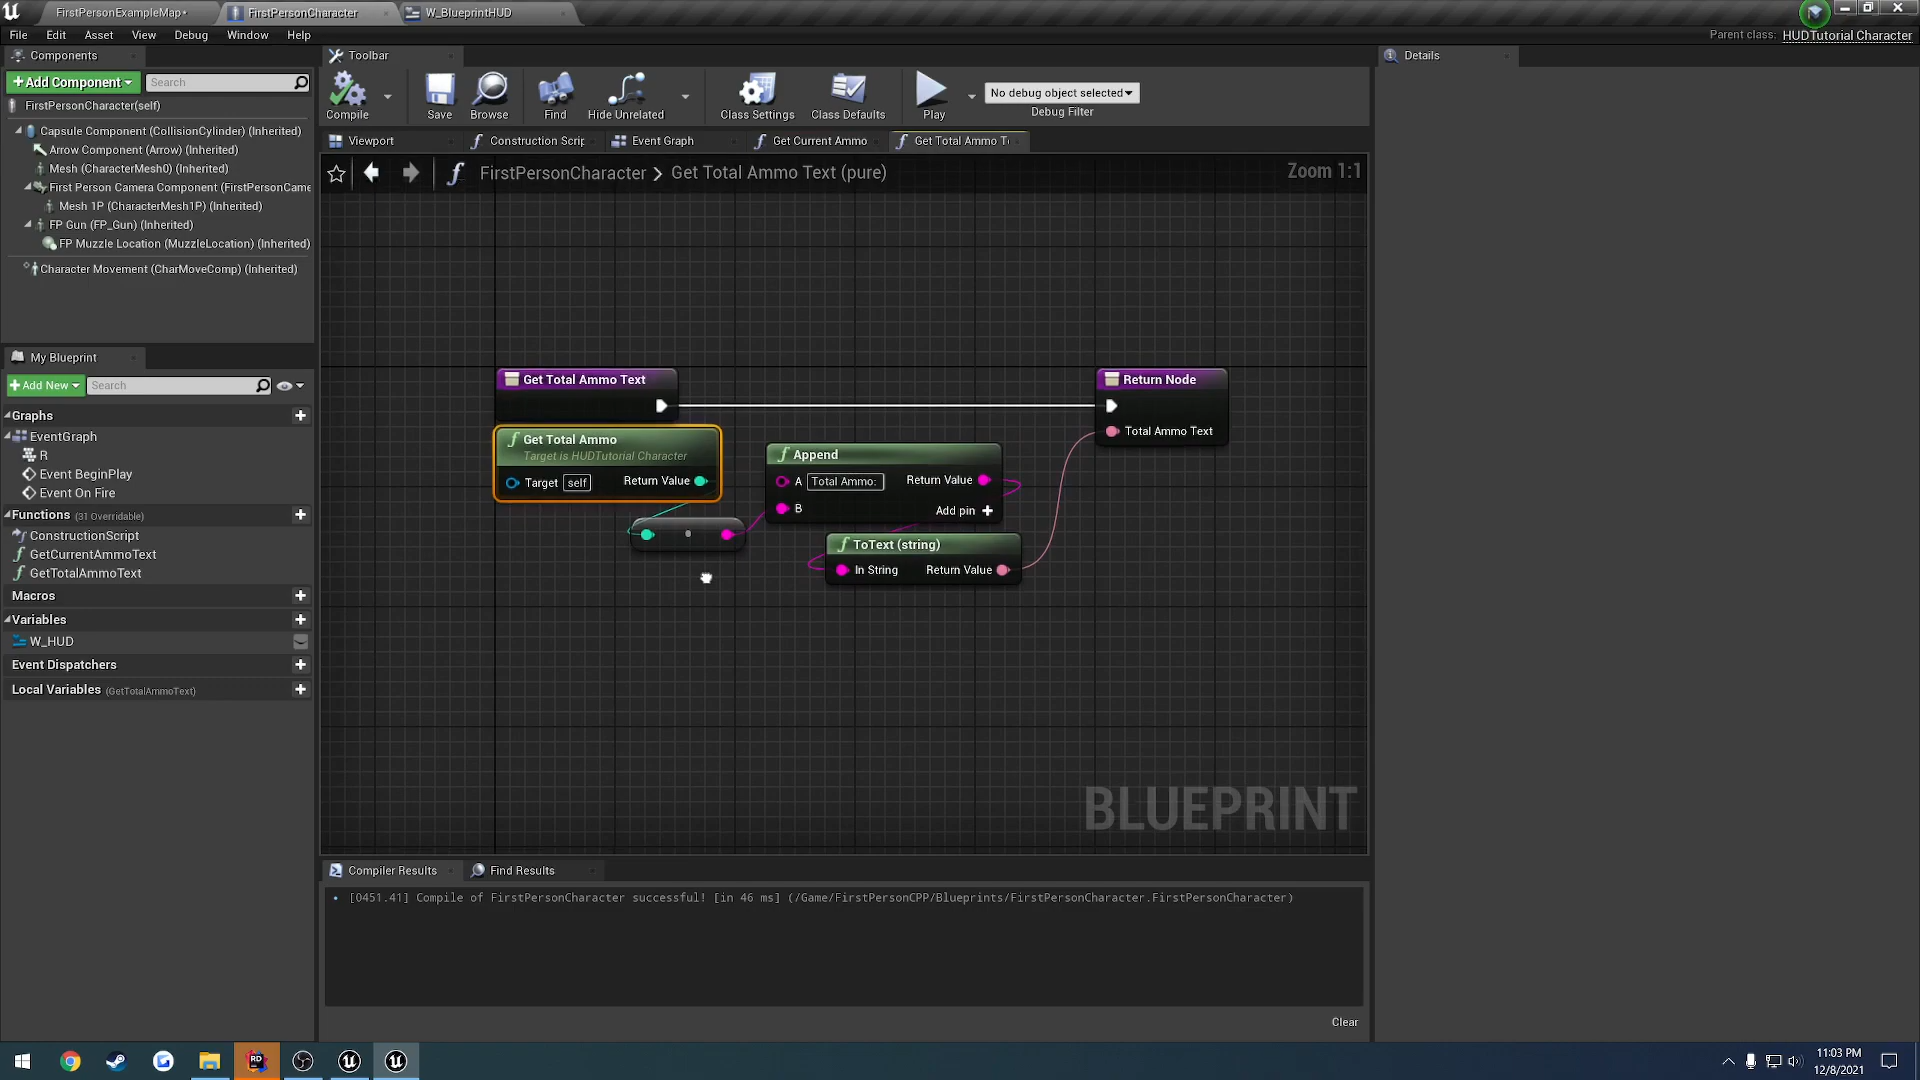 FirstPersonExampleMap*
FirstPersonCharacter
W_BlueprintHUD
File Edit Asset View Debug Window Help
Parent class: HUDTutorial Character
Components
+Add Component
Search
FirstPersonCharacter(self)
Capsule Component (CollisionCylinder) (Inherited)
Arrow Component (Arrow) (Inherited)
Mesh (CharacterMesh0) (Inherited)
First Person Camera Component (FirstPersonCame
Mesh 1P (CharacterMesh1P) (Inherited)
FP Gun (FP_Gun) (Inherited)
FP Muzzle Location (MuzzleLocation) (Inherited)
Character Movement (CharMoveComp) (Inherited)
My Blueprint
+Add New
Search
Graphs
EventGraph
R
Event BeginPlay
Event On Fire
Functions (31 Overridable)
ConstructionScript
GetCurrentAmmoText
GetTotalAmmoText
Macros
Variables
W_HUD
Event Dispatchers
Local Variables (GetTotalAmmoText)
Toolbar
Compile
Save
Browse
Find
Hide Unrelated
Class Settings
Class Defaults
Play
No debug object selected
Debug Filter
Viewport
Construction Scrip
Event Graph
Get Current Ammo
Get Total Ammo T
FirstPersonCharacter > Get Total Ammo Text (pure)
Zoom 1:1
Get Total Ammo Text
Get Total Ammo
Target is HUDTutorial Character
Target self Return Value
Append
A Total Ammo: Return Value
B Add pin +
ToText (string)
In String Return Value
Return Node
Total Ammo Text
BLUEPRINT
Compiler Results
Find Results
[0451.41] Compile of FirstPersonCharacter successful! [in 46 ms] (/Game/FirstPersonCPP/Blueprints/FirstPersonCharacter.FirstPersonCharacter)
Clear
Details
RD
11:03 PM
12/8/2021